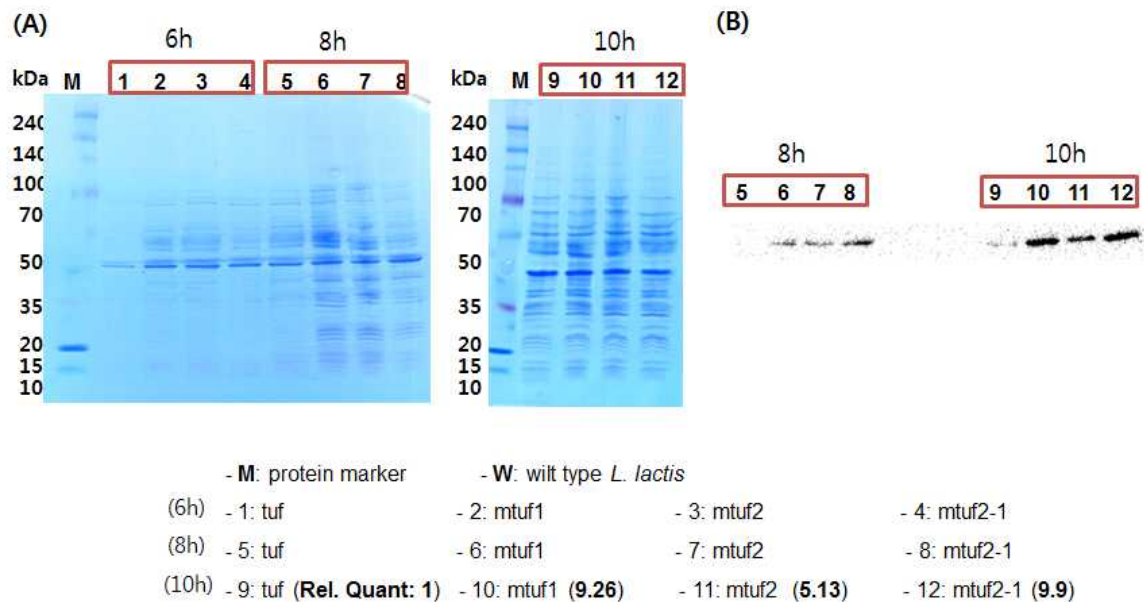 (A)
6h 8h
kDa M 1 2 3 4 5 6 7 8
240
140
100
70
50
35
20
15
10
10h
kDa M 9 10 11 12
240
140
100
70
50
35
20
15
10
(B)
8h 10h
5 6 7 8 9 10 11 12
- M: protein marker - W: wilt type L. lactis
(6h) - 1: tuf - 2: mtuf1 - 3: mtuf2 - 4: mtuf2-1
(8h) - 5: tuf - 6: mtuf1 - 7: mtuf2 - 8: mtuf2-1
(10h) - 9: tuf (Rel. Quant: 1) - 10: mtuf1 (9.26) - 11: mtuf2 (5.13) - 12: mtuf2-1 (9.9)